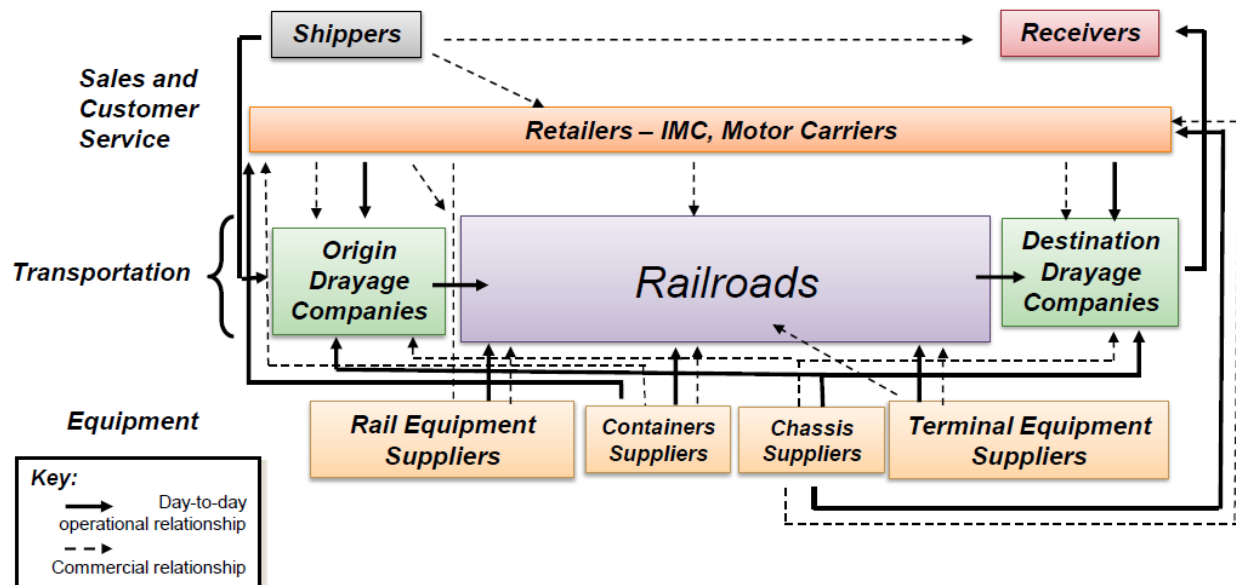 Shippers
Receivers
Sales and
Customer
Service
Retailers – IMC, Motor Carriers
Transportation
Origin
Drayage
Companies
Railroads
Destination
Drayage
Companies
Equipment
Rail Equipment
Suppliers
Containers
Suppliers
Chassis
Suppliers
Terminal Equipment
Suppliers
Key:
Day-to-day
operational relationship
Commercial relationship